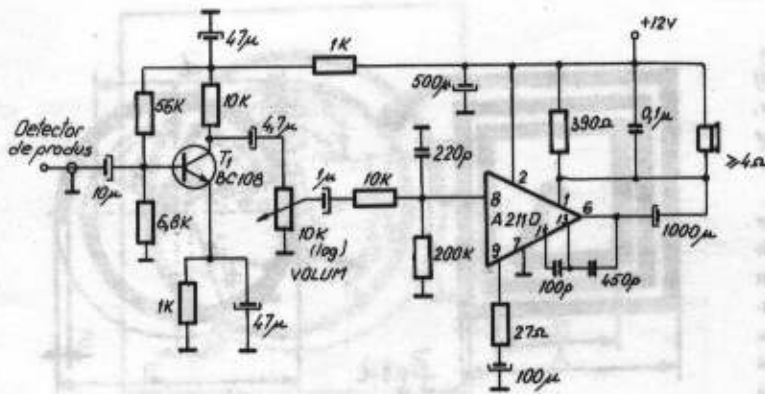 47µ
+12V
1K
500µ
56K
10K
4,7µ
390Ω
0,1µ
Detector
de produs
T1
BC108
220p
≥4Ω
10µ
1µ
10K
2
1
8
A211D
6
13
14
9
7
6,8K
10K
(log)
VOLUM
200K
1000µ
100p
450p
1K
47µ
27Ω
100µ